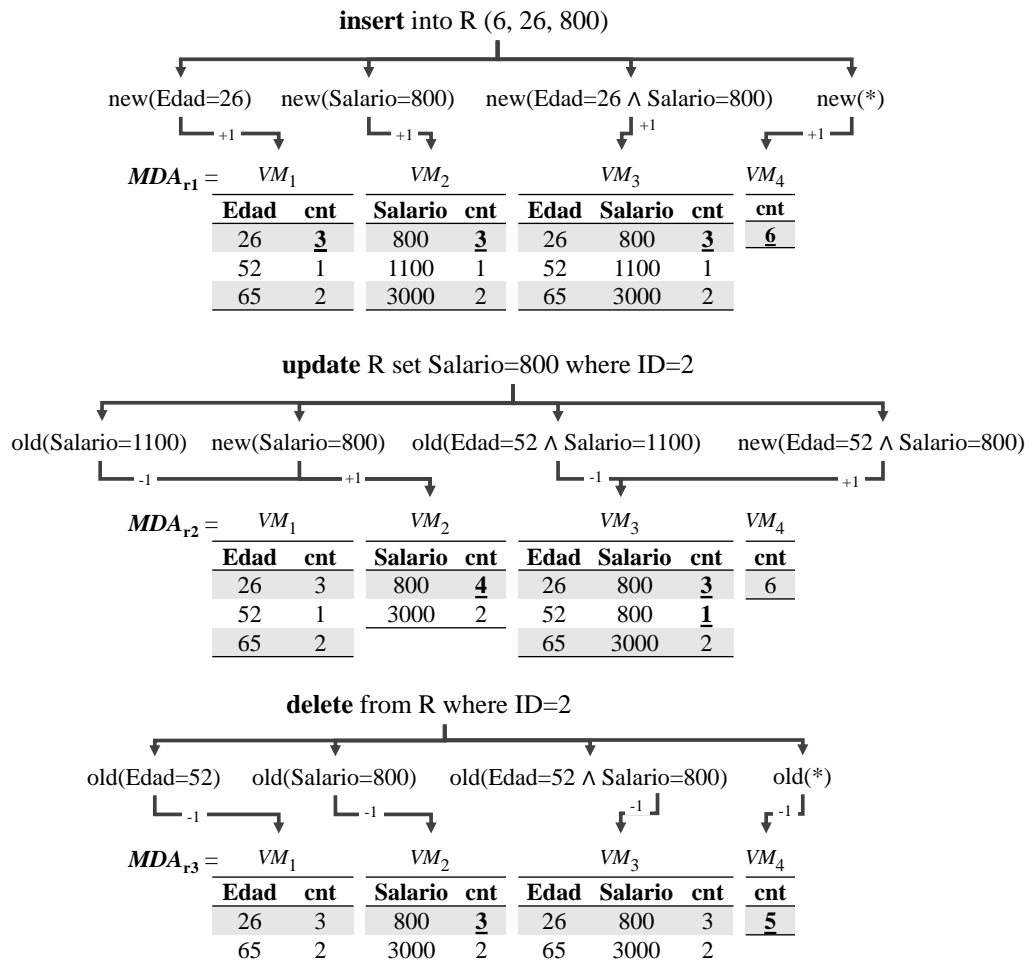 insert into R (6, 26, 800)
new(Edad=26) new(Salario=800) new(Edad=26 ∧ Salario=800) new(*)
+1 +1 +1 +1
MDAr1 = VM1 VM2 VM3 VM4
Edad cnt Salario cnt Edad Salario cnt cnt
26 3 800 3 26 800 3 6
52 1 1100 1 52 1100 1
65 2 3000 2 65 3000 2
update R set Salario=800 where ID=2
old(Salario=1100) new(Salario=800) old(Edad=52 ∧ Salario=1100) new(Edad=52 ∧ Salario=800)
-1 +1 -1 +1
MDAr2 = VM1 VM2 VM3 VM4
Edad cnt Salario cnt Edad Salario cnt cnt
26 3 800 4 26 800 3 6
52 1 3000 2 52 800 1
65 2 65 3000 2
delete from R where ID=2
old(Edad=52) old(Salario=800) old(Edad=52 ∧ Salario=800) old(*)
-1 -1 -1 -1
MDAr3 = VM1 VM2 VM3 VM4
Edad cnt Salario cnt Edad Salario cnt cnt
26 3 800 3 26 800 3 5
65 2 3000 2 65 3000 2